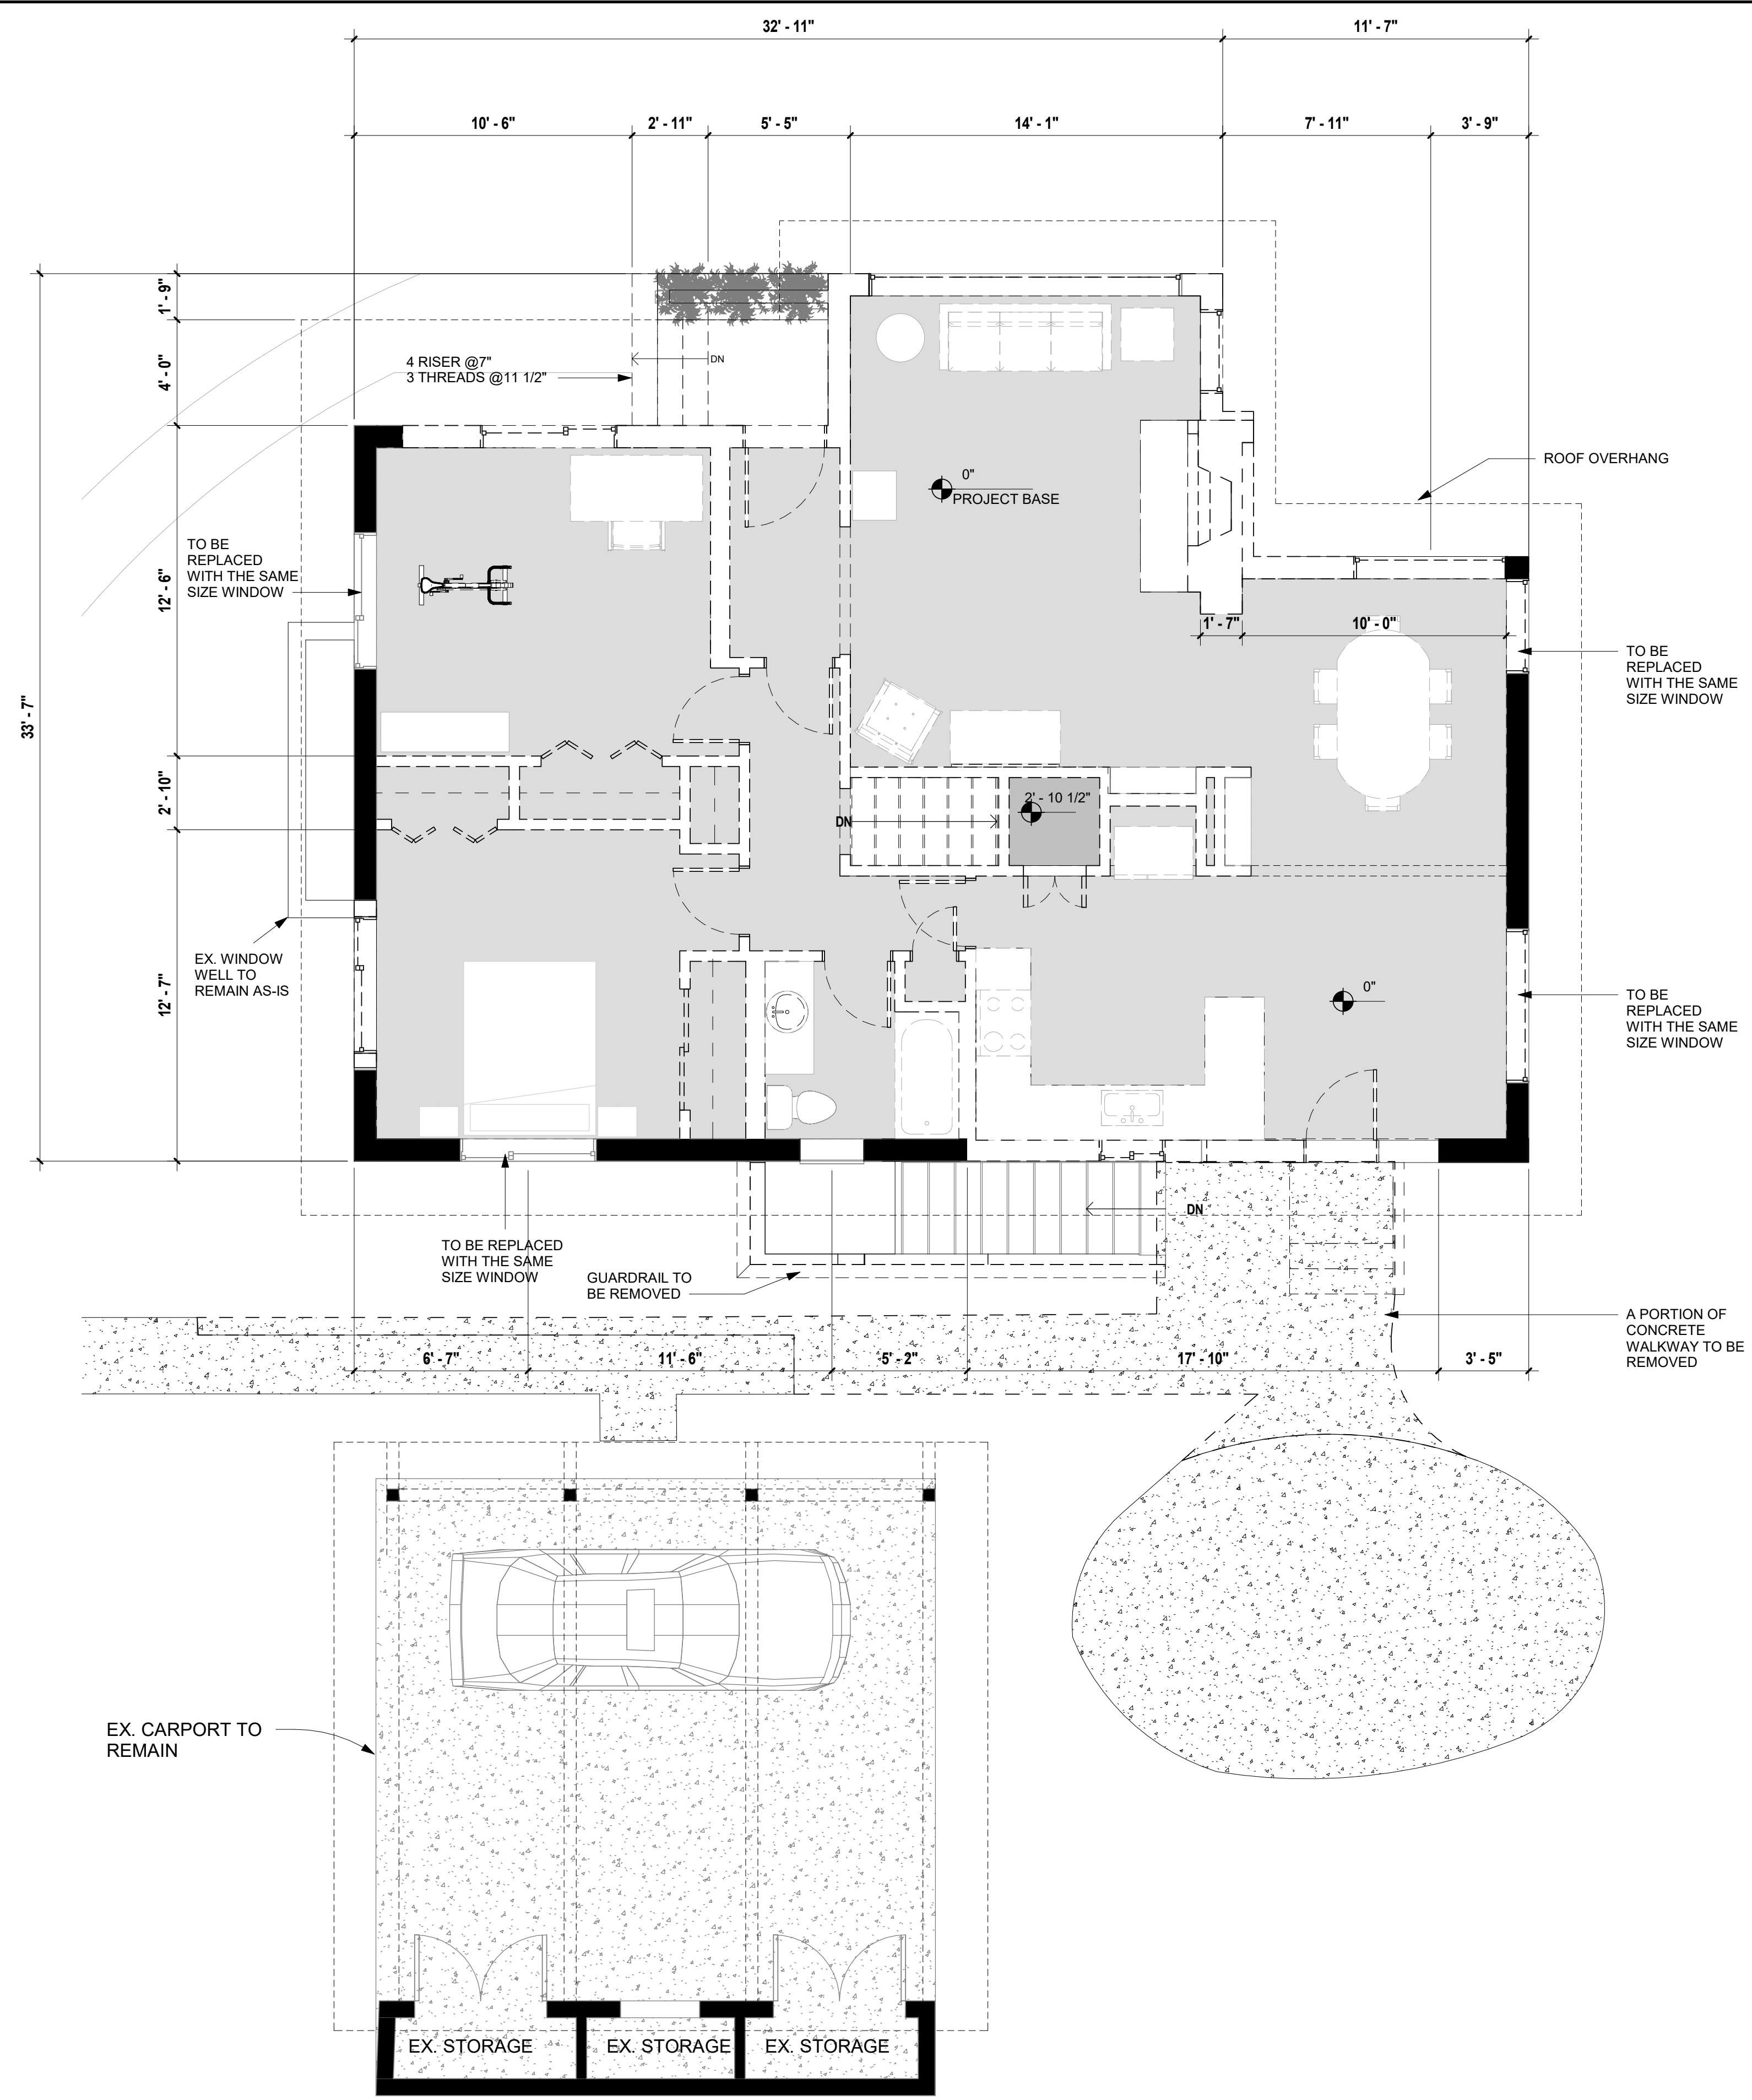 32' - 11"
11' - 7"
10' - 6"
2' - 11"
5' - 5"
14' - 1"
7' - 11"
3' - 9"
33' - 7"
1' - 9"
4' - 0"
12' - 6"
2' - 10"
12' - 7"
4 RISER @7"
3 THREADS @11 1/2"
DN
0"
PROJECT BASE
ROOF OVERHANG
TO BE
REPLACED
WITH THE SAME
SIZE WINDOW
1' - 7"
10' - 0"
TO BE
REPLACED
WITH THE SAME
SIZE WINDOW
DN
2' - 10 1/2"
EX. WINDOW
WELL TO
REMAIN AS-IS
0"
TO BE
REPLACED
WITH THE SAME
SIZE WINDOW
DN
TO BE REPLACED
WITH THE SAME
SIZE WINDOW
GUARDRAIL TO
BE REMOVED
A PORTION OF
CONCRETE
WALKWAY TO BE
REMOVED
6' - 7"
11' - 6"
5' - 2"
17' - 10"
3' - 5"
EX. CARPORT TO
REMAIN
EX. STORAGE
EX. STORAGE
EX. STORAGE